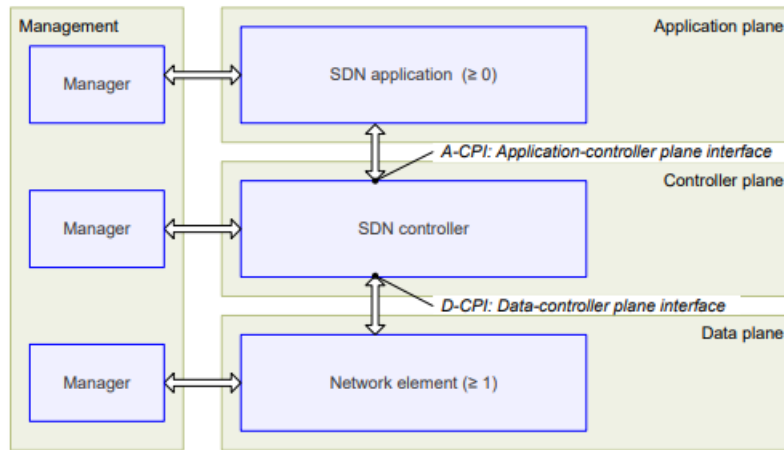 Management
Application plane
Manager
SDN application (≥ 0)
A-CPI: Application-controller plane interface
Controller plane
Manager
SDN controller
D-CPI: Data-controller plane interface
Data plane
Manager
Network element (≥ 1)